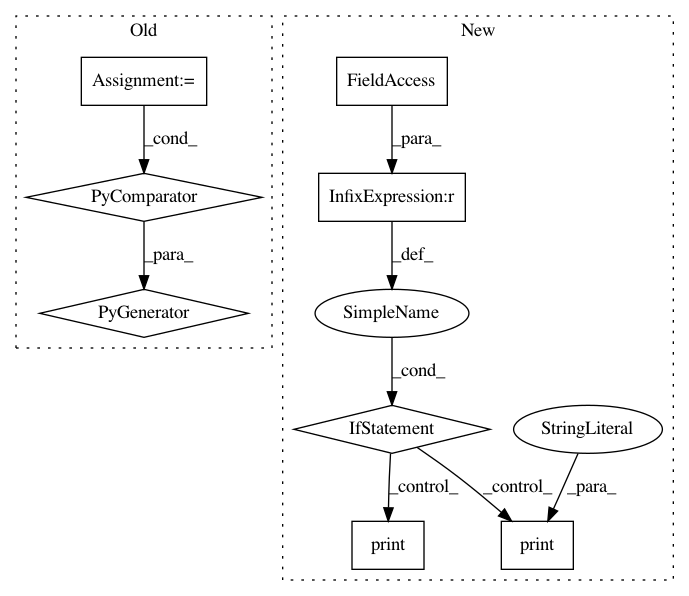 Old
New
Assignment:=
FieldAccess
_cond_
_para_
PyComparator
InfixExpression:r
_para_
_def_
PyGenerator
SimpleName
_cond_
IfStatement
StringLiteral
_control_
_control_
_para_
print
print